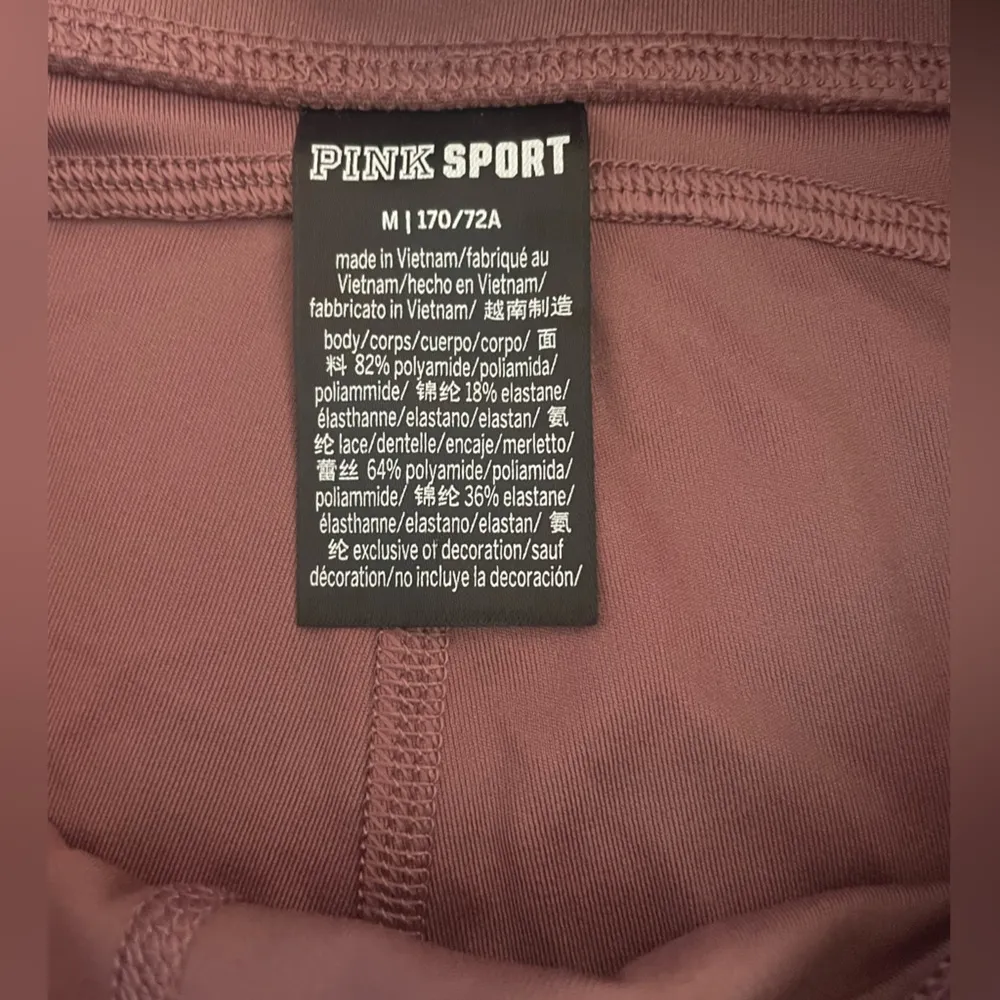 PINK SPORT
M | 170/72A
made in Vietnam/fabriqué au
Vietnam/hecho en Vietnam/
fabbricato in Vietnam/ 越南制造
body/corps/cuerpo/corpo/ 面
料 82% polyamide/poliamida/
poliammide/ 锦纶 18% elastane/
élasthanne/elastano/elastan/ 氨
纶 lace/dentelle/encaje/merletto/
蕾丝 64% polyamide/poliamida/
poliammide/ 锦纶 36% elastane/
élasthanne/elastano/elastan/ 氨
纶 exclusive of decoration/sauf
décoration/no incluye la decoración/